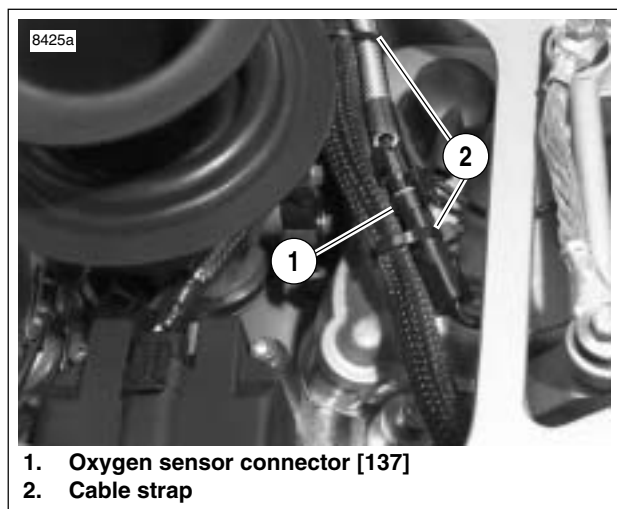 8425a
2
1
1. Oxygen sensor connector [137]
2. Cable strap